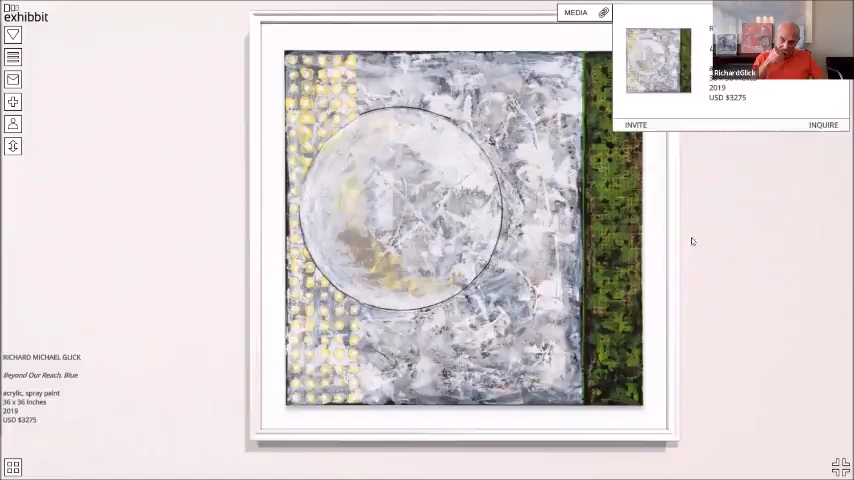 exhibbit
MEDIA
RichardGlick
2019
USD $3275
INVITE
INQUIRE
RICHARD MICHAEL GLICK
Beyond Our Reach, Blue
acrylic, spray paint
36 x 36 inches
2019
USD $3275